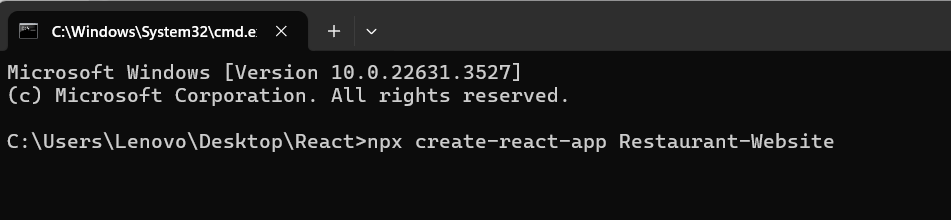 C:\Windows\System32\cmd.e
Microsoft Windows [Version 10.0.22631.3527]
(c) Microsoft Corporation. All rights reserved.
C:\Users\Lenovo\Desktop\React>npx create-react-app Restaurant-Website